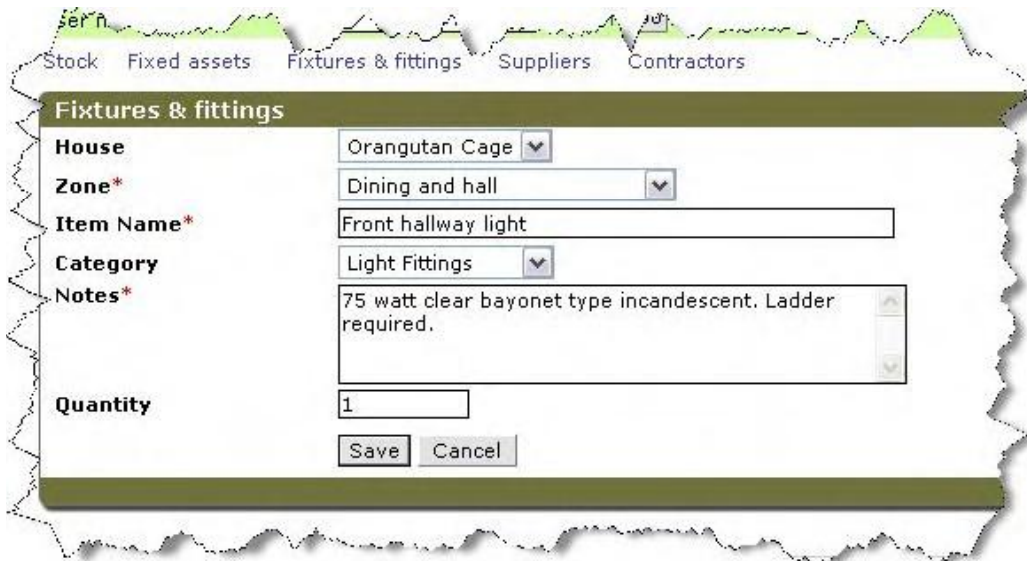 Stock Fixed assets Fixtures & fittings Suppliers Contractors
Fixtures & fittings
House Orangutan Cage
Zone* Dining and hall
Item Name* Front hallway light
Category Light Fittings
Notes* 75 watt clear bayonet type incandescent. Ladder
required.
Quantity 1
Save Cancel